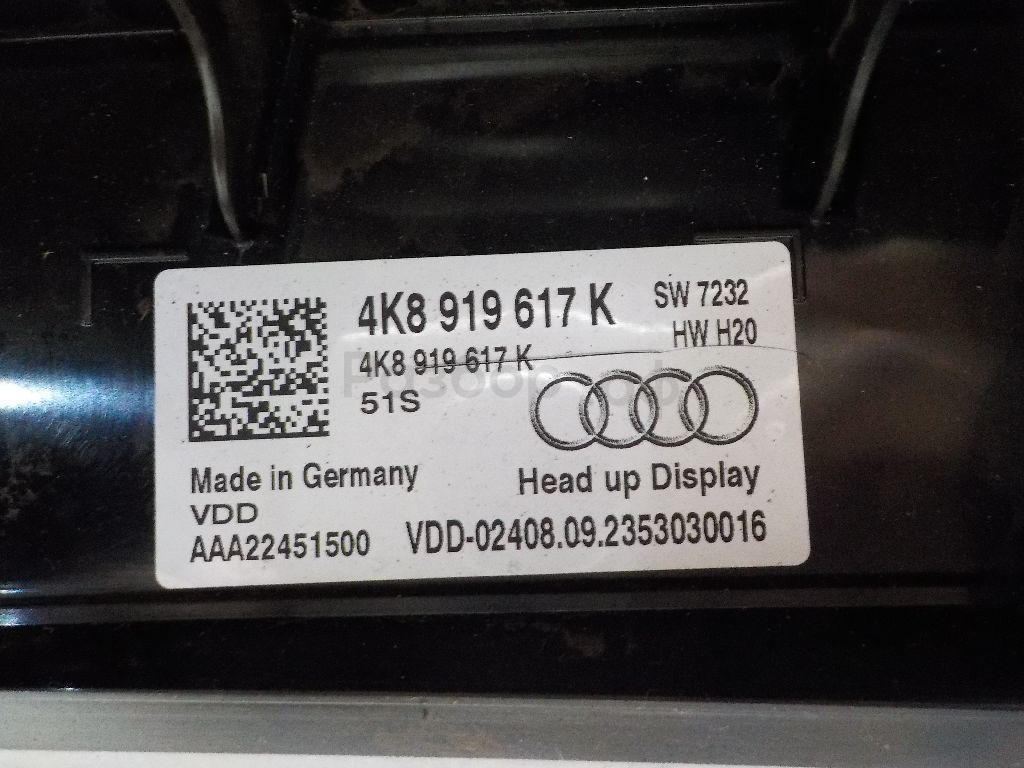 4K8 919 617 K
SW 7232
HW H20
4K8 919 617 K
51S
Made in Germany
Head up Display
VDD
AAA22451500
VDD-02408.09.2353030016